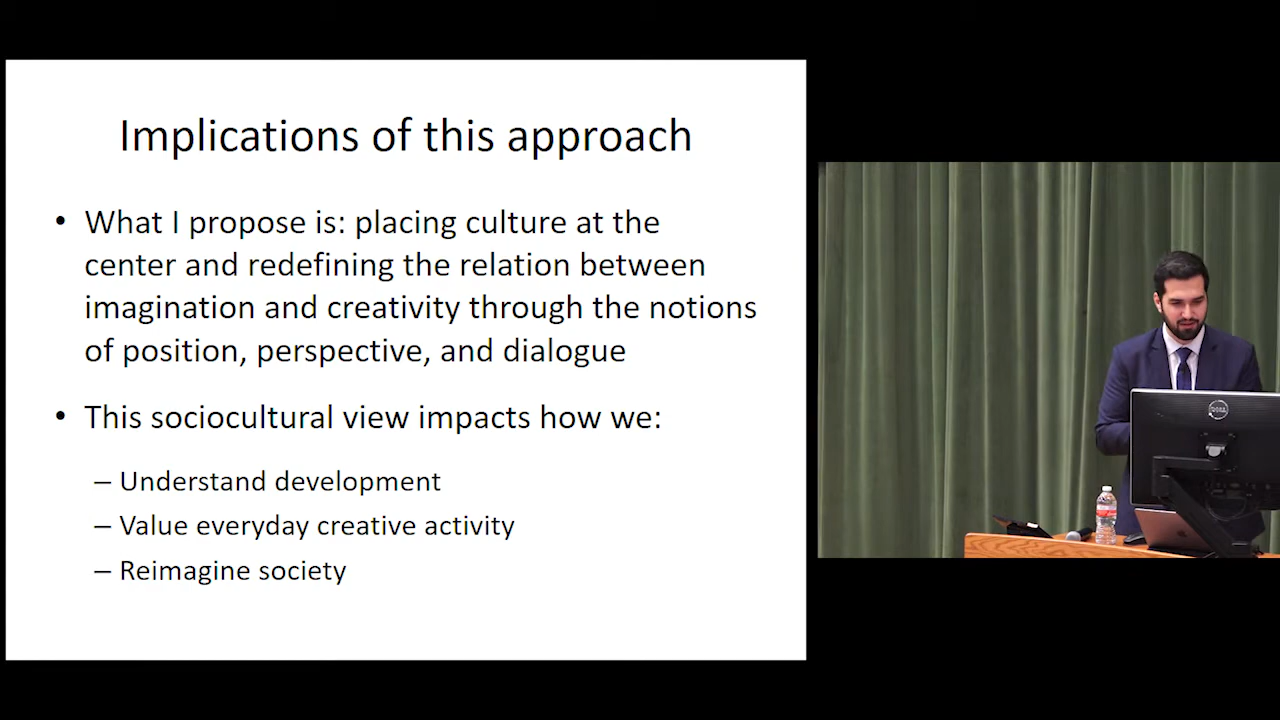 Implications of this approach
• What I propose is: placing culture at the
center and redefining the relation between
imagination and creativity through the notions
of position, perspective, and dialogue
• This sociocultural view impacts how we:
– Understand development
– Value everyday creative activity
– Reimagine society